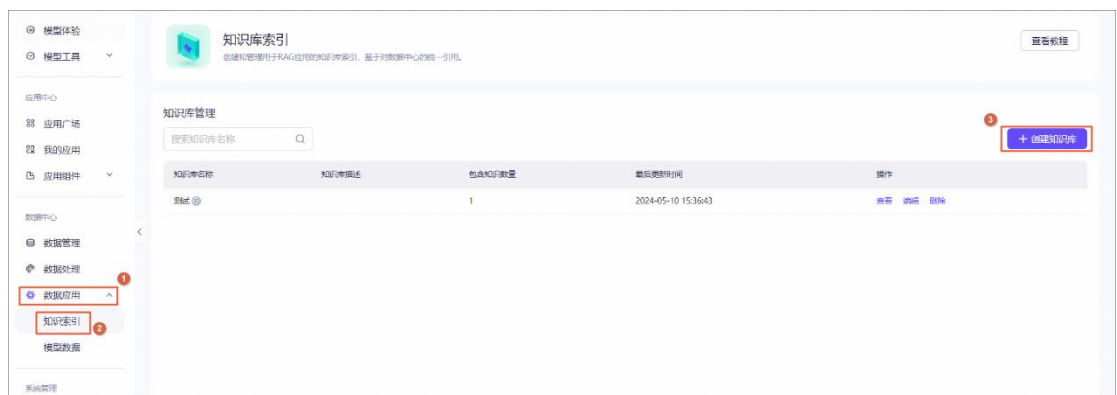 模型体验
模型工具
应用中心
应用广场
我的应用
应用组件
数据中心
数据管理
数据处理
数据应用
1
知识索引
2
模型数据
系统管理
知识库索引
创建和管理用于RAG应用的知识库索引，基于对数据中心的统一引用。
查看教程
知识库管理
搜索知识库名称
3
+ 创建知识库
知识库名称 知识库描述 包含知识数量 最后更新时间 操作
测试 1 2024-05-10 15:36:43 查看 编辑 删除